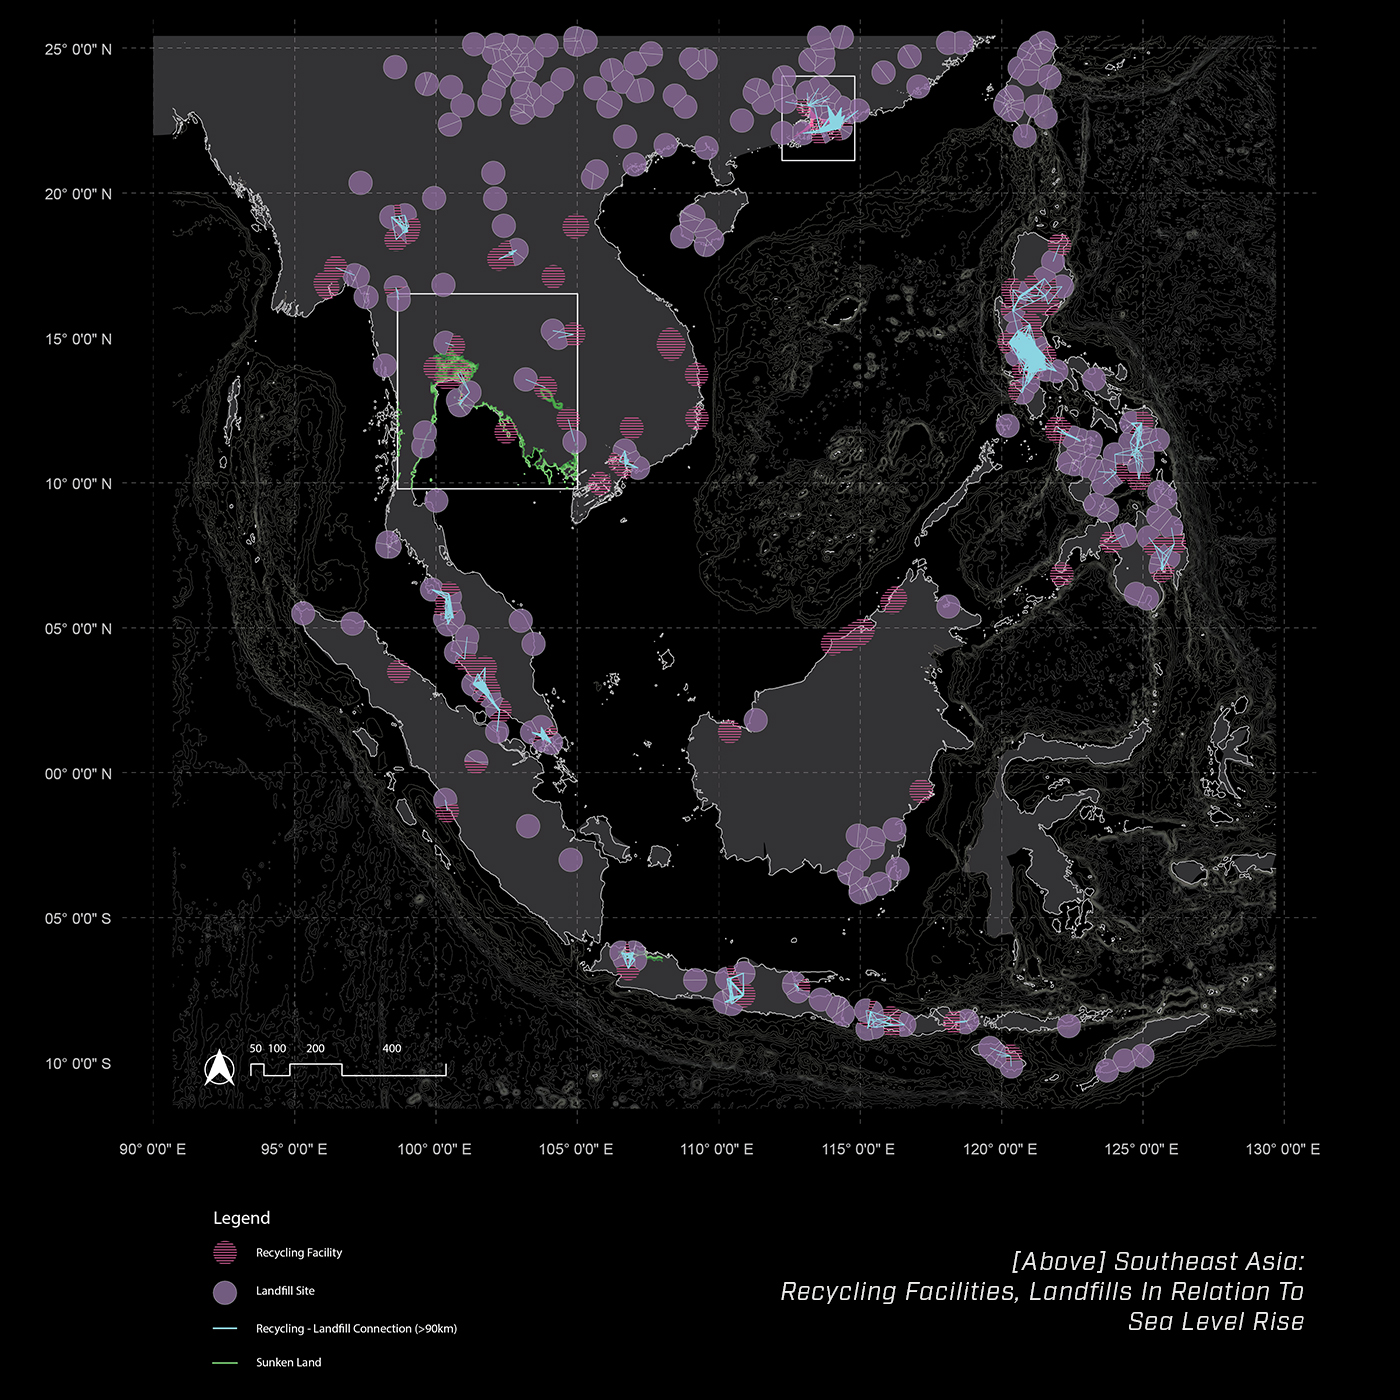 25° 0'0" N
20° 0'0" N
15° 0'0" N
10° 0'0" N
05° 0'0" N
00° 0'0" N
05° 0'0" S
10° 0'0" S
50 100 200 400
90° 0'0" E 95° 0'0" E 100° 0'0" E 105° 0'0" E 110° 0'0" E 115° 0'0" E 120° 0'0" E 125° 0'0" E 130° 0'0" E
Legend
Recycling Facility
Landfill Site
Recycling - Landfill Connection (>90km)
Sunken Land
[Above] Southeast Asia:
Recycling Facilities, Landfills In Relation To
Sea Level Rise